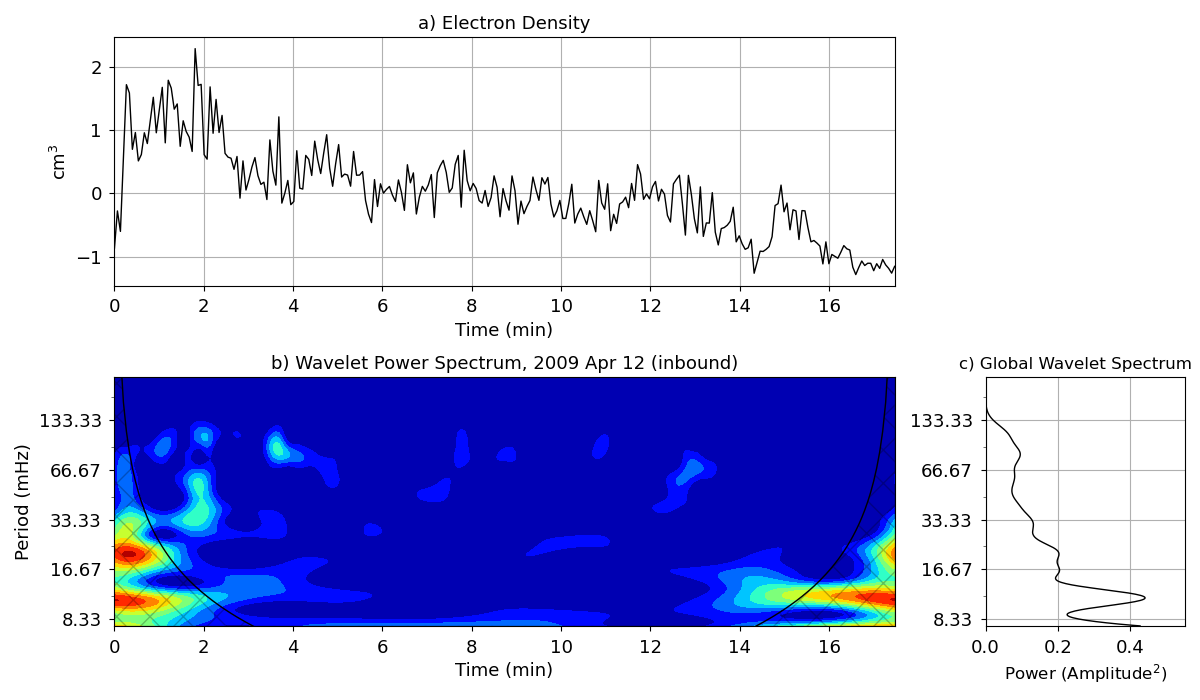 a) Electron Density
2
1
0
−1
cm³
0 2 4 6 8 10 12 14 16
Time (min)
b) Wavelet Power Spectrum, 2009 Apr 12 (inbound)
133.33
66.67
33.33
16.67
8.33
Period (mHz)
0 2 4 6 8 10 12 14 16
Time (min)
c) Global Wavelet Spectrum
133.33
66.67
33.33
16.67
8.33
0.0 0.2 0.4
Power (Amplitude²)